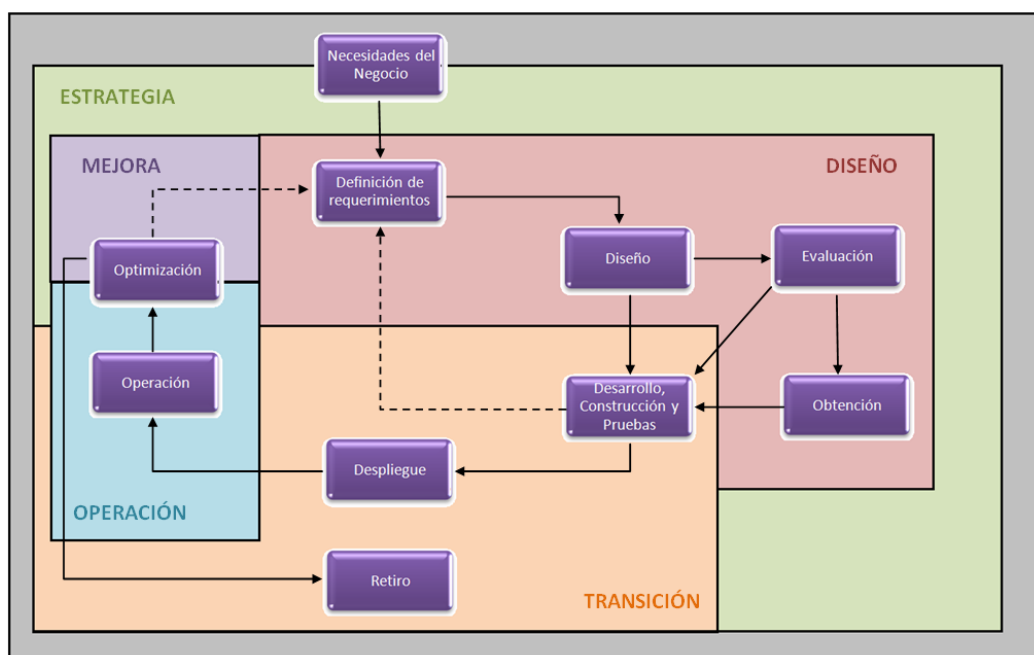 Necesidades del
Negocio
ESTRATEGIA
MEJORA
DISEÑO
Definición de
requerimientos
Diseño
Evaluación
Optimización
Operación
Desarrollo,
Construcción y
Pruebas
Obtención
Despliegue
OPERACIÓN
Retiro
TRANSICIÓN